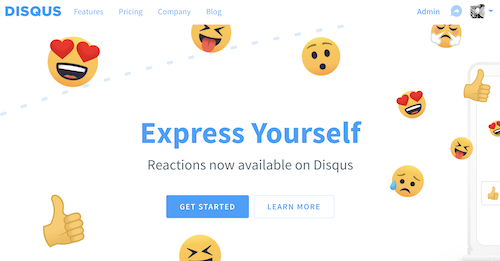 DISQUS Features Pricing Company Blog Admin
Express Yourself
Reactions now available on Disqus
GET STARTED LEARN MORE